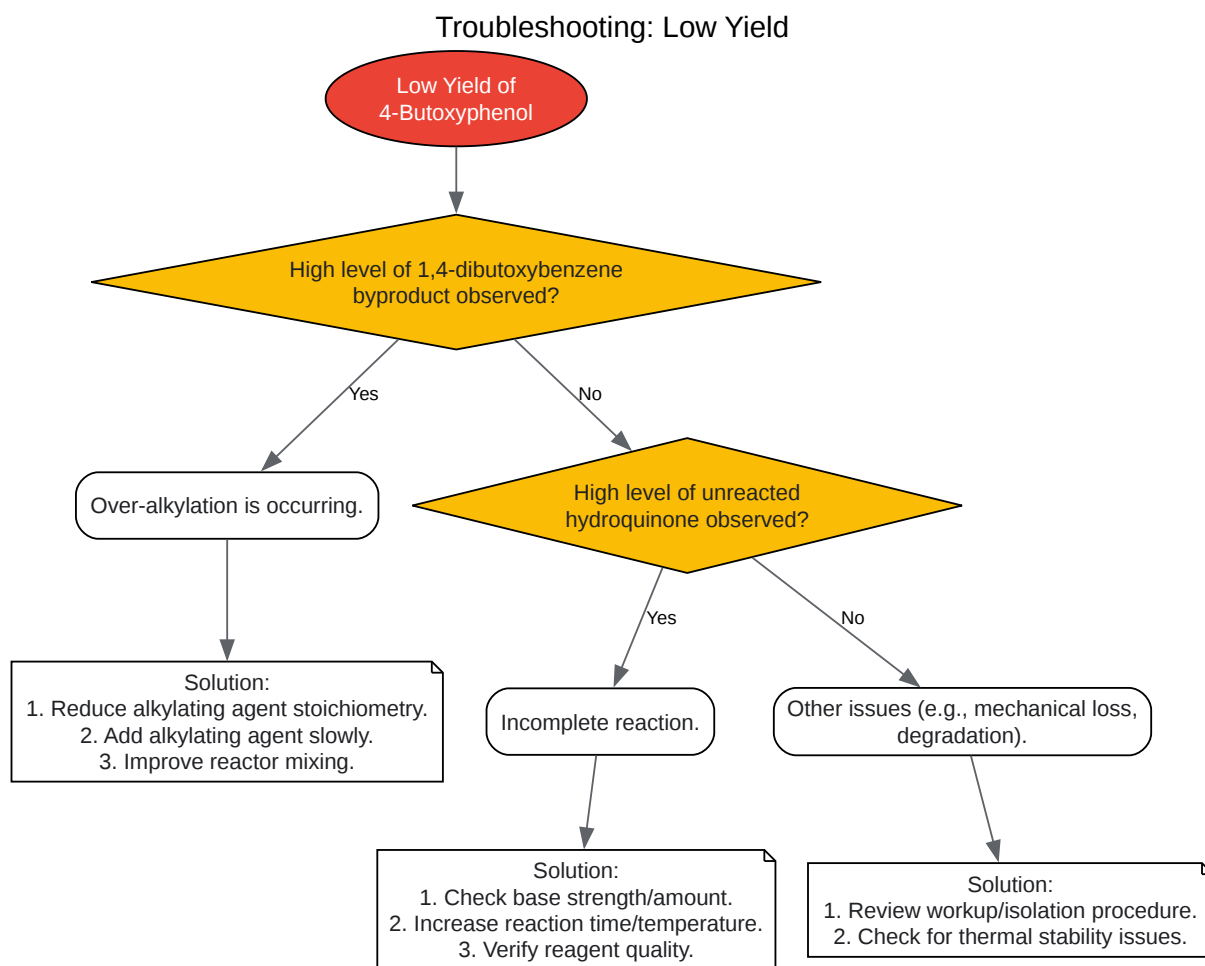 Troubleshooting: Low Yield
Low Yield of
4-Butoxyphenol
High level of 1,4-dibutoxybenzene
byproduct observed?
Yes
No
Over-alkylation is occurring.
High level of unreacted
hydroquinone observed?
Yes
No
Solution:
1. Reduce alkylating agent stoichiometry.
2. Add alkylating agent slowly.
3. Improve reactor mixing.
Incomplete reaction.
Other issues (e.g., mechanical loss,
degradation).
Solution:
1. Check base strength/amount.
2. Increase reaction time/temperature.
3. Verify reagent quality.
Solution:
1. Review workup/isolation procedure.
2. Check for thermal stability issues.